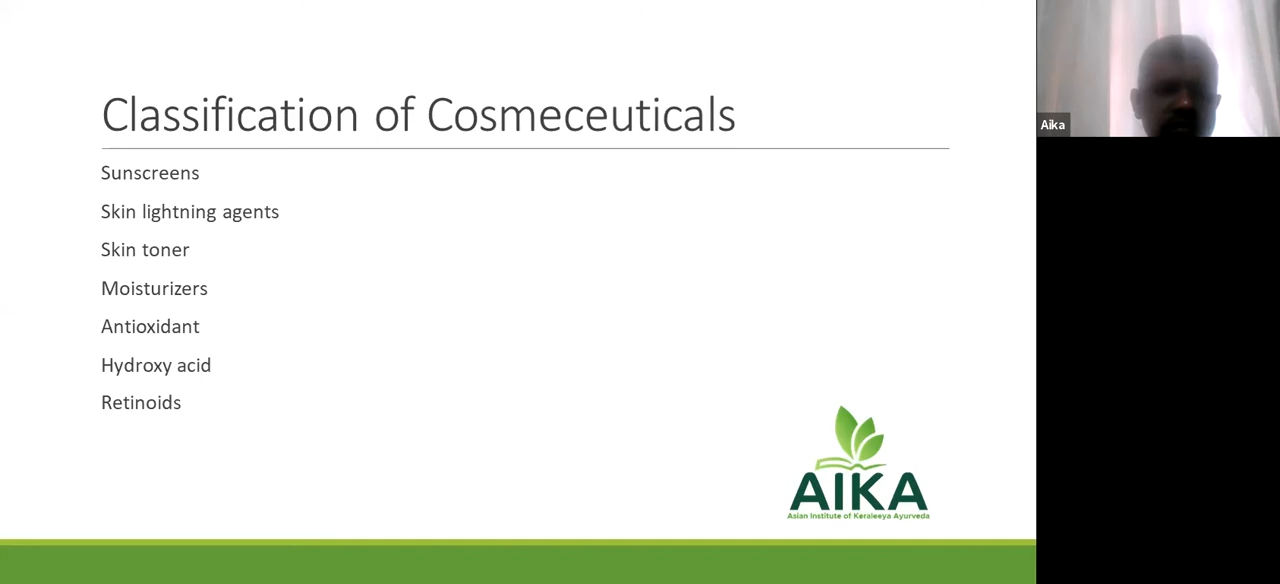 Classification of Cosmeceuticals
Sunscreens
Skin lightning agents
Skin toner
Moisturizers
Antioxidant
Hydroxy acid
Retinoids
AIKA
Asian Institute of Keraleeya Ayurveda
Aika